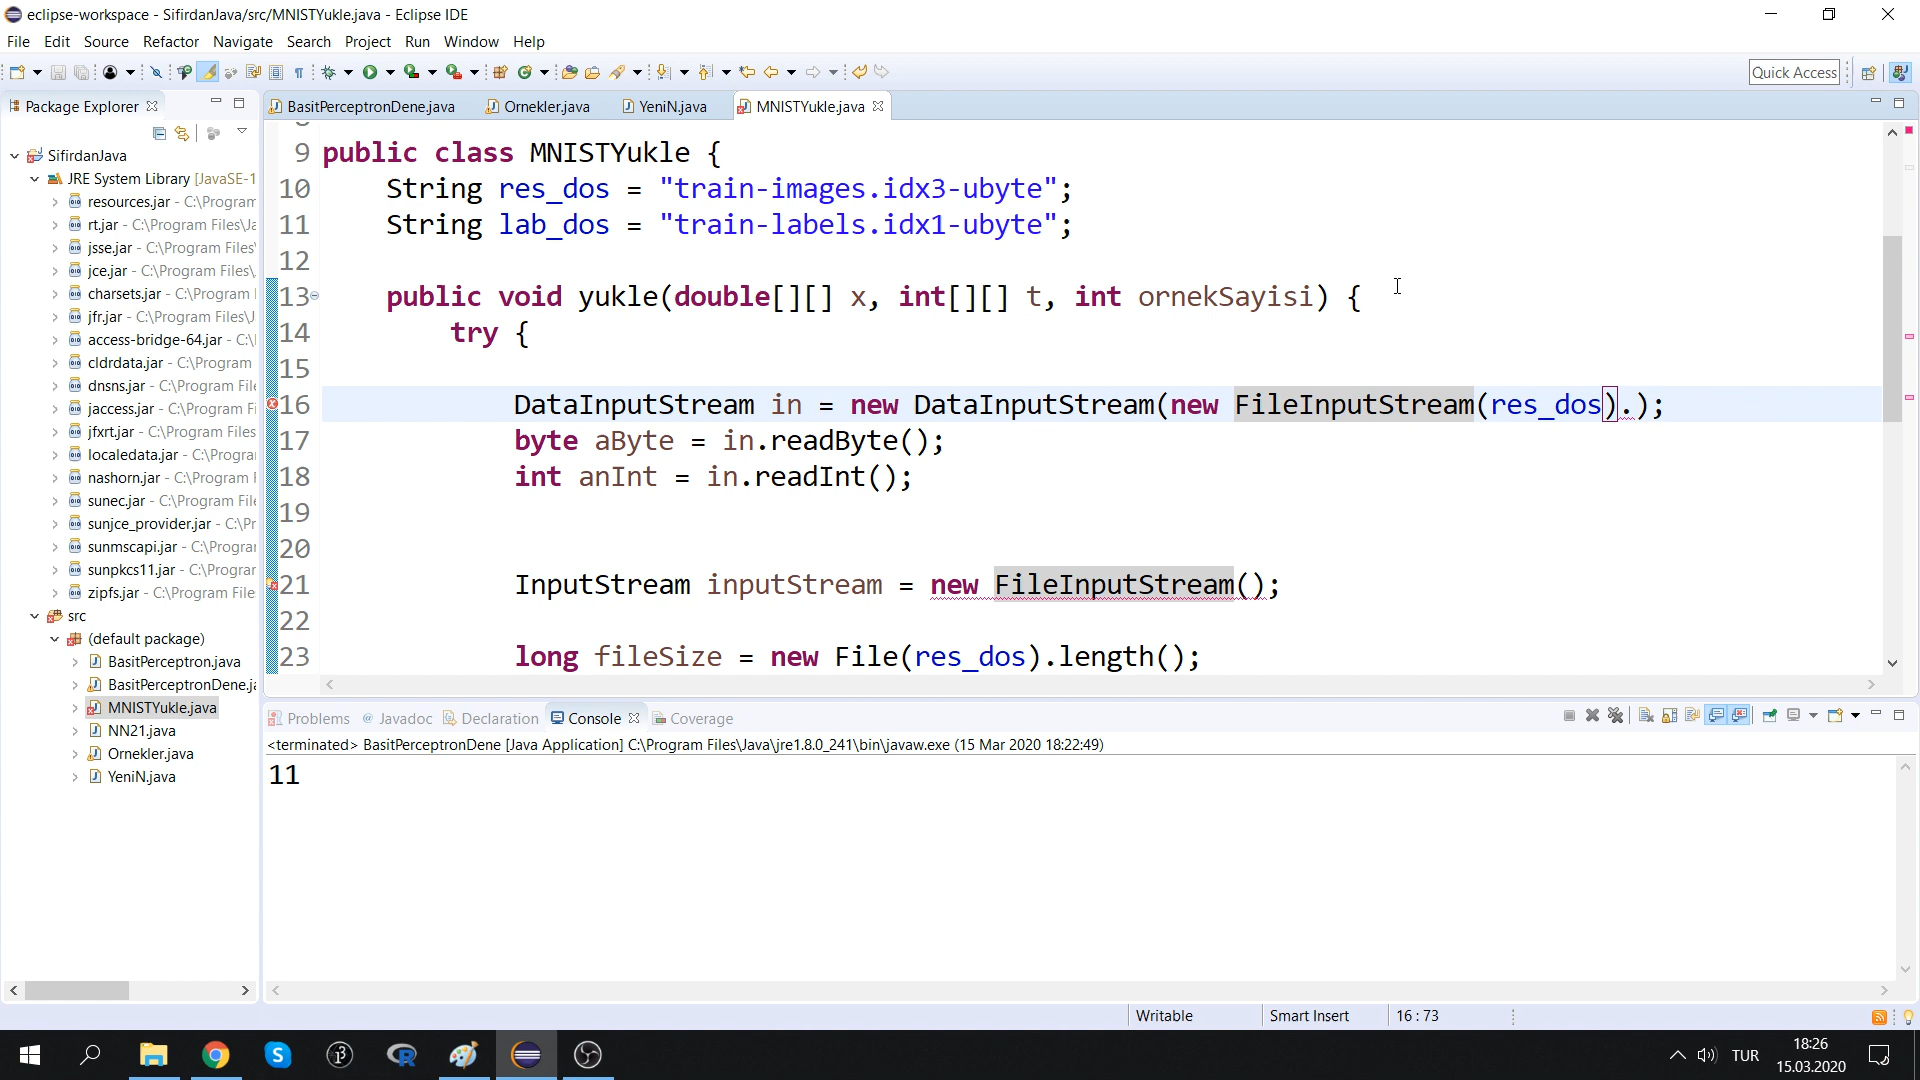 eclipse-workspace - SifirdanJava/src/MNISTYukle.java - Eclipse IDE
File Edit Source Refactor Navigate Search Project Run Window Help
Quick Access
Package Explorer
BasitPerceptronDene.java Ornekler.java YeniN.java MNISTYukle.java
SifirdanJava
JRE System Library [JavaSE-1
resources.jar - C:\Program
rt.jar - C:\Program Files\Ja
jsse.jar - C:\Program Files\
jce.jar - C:\Program Files\
charsets.jar - C:\Program
jfr.jar - C:\Program Files\J
access-bridge-64.jar - C:\
cldrdata.jar - C:\Program
dnsns.jar - C:\Program File
jaccess.jar - C:\Program Fi
jfxrt.jar - C:\Program Files
localedata.jar - C:\Program
nashorn.jar - C:\Program
sunec.jar - C:\Program File
sunjce_provider.jar - C:\Pr
sunmscapi.jar - C:\Program
sunpkcs11.jar - C:\Program
zipfs.jar - C:\Program File
src
(default package)
BasitPerceptron.java
BasitPerceptronDene.ja
MNISTYukle.java
NN21.java
Ornekler.java
YeniN.java
9 public class MNISTYukle {
10 String res_dos = "train-images.idx3-ubyte";
11 String lab_dos = "train-labels.idx1-ubyte";
12
13 public void yukle(double[][] x, int[][] t, int ornekSayisi) {
14 try {
15
16 DataInputStream in = new DataInputStream(new FileInputStream(res_dos).);
17 byte aByte = in.readByte();
18 int anInt = in.readInt();
19
20
21 InputStream inputStream = new FileInputStream();
22
23 long fileSize = new File(res_dos).length();
Problems Javadoc Declaration Console Coverage
<terminated> BasitPerceptronDene [Java Application] C:\Program Files\Java\jre1.8.0_241\bin\javaw.exe (15 Mar 2020 18:22:49)
11
Writable Smart Insert 16 : 73
TUR
18:26
15.03.2020